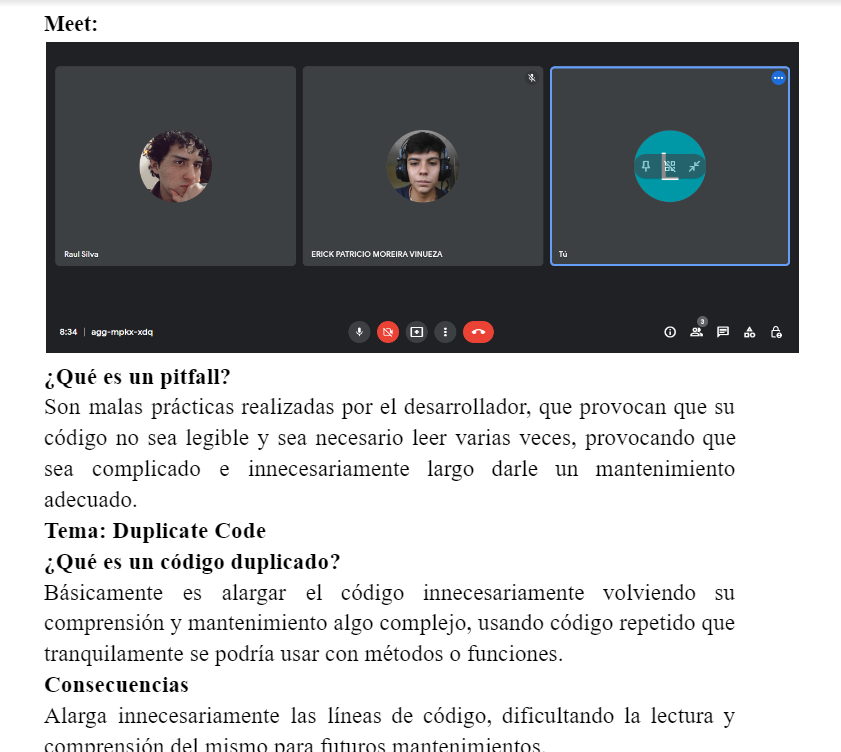 Meet:
L
Raul Silva
ERICK PATRICIO MOREIRA VINUEZA
Tú
8:34 | agg-mpkx-xdq
3
¿Qué es un pitfall?
Son malas prácticas realizadas por el desarrollador, que provocan que su
código no sea legible y sea necesario leer varias veces, provocando que
sea complicado e innecesariamente largo darle un mantenimiento
adecuado.
Tema: Duplicate Code
¿Qué es un código duplicado?
Básicamente es alargar el código innecesariamente volviendo su
comprensión y mantenimiento algo complejo, usando código repetido que
tranquilamente se podría usar con métodos o funciones.
Consecuencias
Alarga innecesariamente las líneas de código, dificultando la lectura y
comprensión del mismo para futuros mantenimientos.